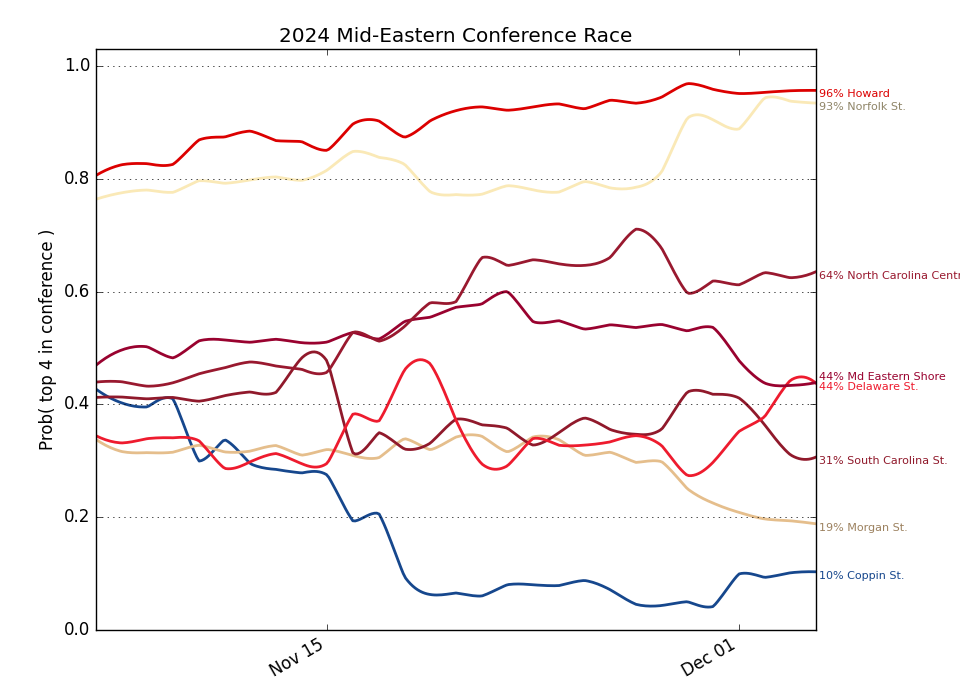 2024 Mid-Eastern Conference Race
Prob( top 4 in conference )
1.0
0.8
0.6
0.4
0.2
0.0
Nov 15
Dec 01
96% Howard
93% Norfolk St.
64% North Carolina Centr
44% Md Eastern Shore
44% Delaware St.
31% South Carolina St.
19% Morgan St.
10% Coppin St.